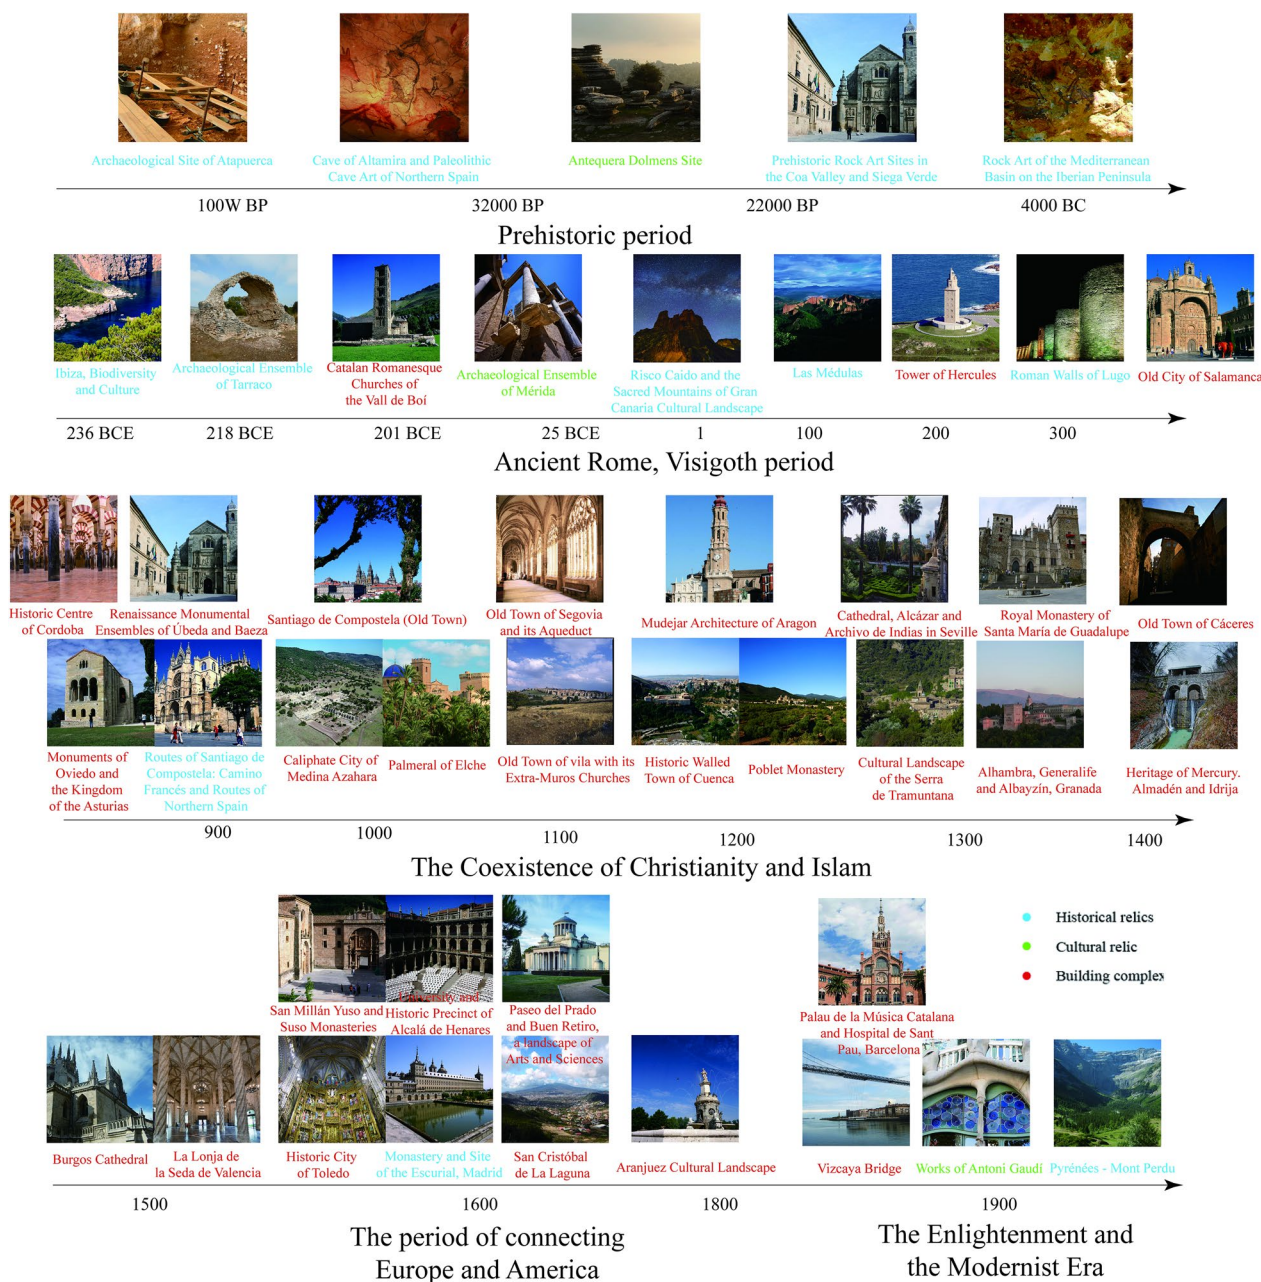 Archaeological Site of Atapuerca
Cave of Altamira and Paleolithic
Cave Art of Northern Spain
Antequera Dolmens Site
Prehistoric Rock Art Sites in
the Coa Valley and Siega Verde
Rock Art of the Mediterranean
Basin on the Iberian Peninsula
100W BP
32000 BP
22000 BP
4000 BC
Prehistoric period
Ibiza, Biodiversity
and Culture
Archaeological Ensemble
of Tarraco
Catalan Romanesque
Churches of
the Vall de Boí
Archaeological Ensemble
of Mérida
Risco Caido and the
Sacred Mountains of Gran
Canaria Cultural Landscape
Las Médulas
Tower of Hercules
Roman Walls of Lugo
Old City of Salamanca
236 BCE
218 BCE
201 BCE
25 BCE
1
100
200
300
Ancient Rome, Visigoth period
Historic Centre
of Cordoba
Renaissance Monumental
Ensembles of Úbeda and Baeza
Santiago de Compostela (Old Town)
Old Town of Segovia
and its Aqueduct
Mudejar Architecture of Aragon
Cathedral, Alcázar and
Archivo de Indias in Seville
Royal Monastery of
Santa María de Guadalupe
Old Town of Cáceres
Monuments of
Oviedo and
the Kingdom
of the Asturias
Routes of Santiago de
Compostela: Camino
Francés and Routes of
Northern Spain
Caliphate City of
Medina Azahara
Palmeral of Elche
Old Town of vila with its
Extra-Muros Churches
Historic Walled
Town of Cuenca
Poblet Monastery
Cultural Landscape
of the Serra
de Tramuntana
Alhambra, Generalife
and Albayzín, Granada
Heritage of Mercury.
Almadén and Idrija
900
1000
1100
1200
1300
1400
The Coexistence of Christianity and Islam
San Millán Yuso and
Suso Monasteries
University and
Historic Precinct of
Alcalá de Henares
Paseo del Prado
and Buen Retiro,
a landscape of
Arts and Sciences
Palau de la Música Catalana
and Hospital de Sant
Pau, Barcelona
Historical relics
Cultural relic
Building complex
Burgos Cathedral
La Lonja de
la Seda de Valencia
Historic City
of Toledo
Monastery and Site
of the Escurial, Madrid
San Cristóbal
de La Laguna
Aranjuez Cultural Landscape
Vizcaya Bridge
Works of Antoni Gaudí
Pyrénées - Mont Perdu
1500
1600
1800
1900
The period of connecting
Europe and America
The Enlightenment and
the Modernist Era